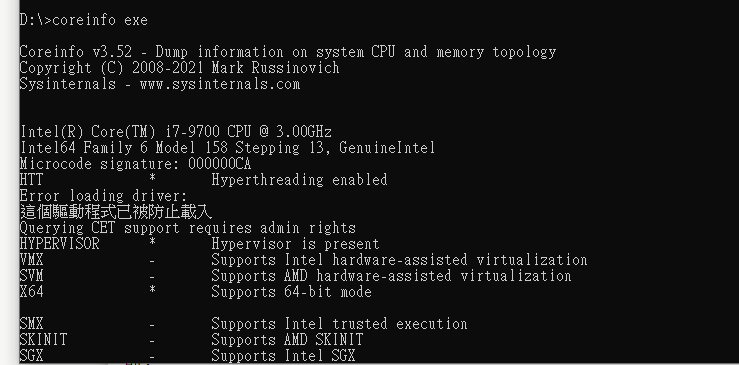 D:\>coreinfo exe
Coreinfo v3.52 - Dump information on system CPU and memory topology
Copyright (C) 2008-2021 Mark Russinovich
Sysinternals - www.sysinternals.com
Intel(R) Core(TM) i7-9700 CPU @ 3.00GHz
Intel64 Family 6 Model 158 Stepping 13, GenuineIntel
Microcode signature: 000000CA
HTT * Hyperthreading enabled
Error loading driver:
這個驅動程式已被防止載入
Querying CET support requires admin rights
HYPERVISOR * Hypervisor is present
VMX - Supports Intel hardware-assisted virtualization
SVM - Supports AMD hardware-assisted virtualization
X64 * Supports 64-bit mode
SMX - Supports Intel trusted execution
SKINIT - Supports AMD SKINIT
SGX - Supports Intel SGX